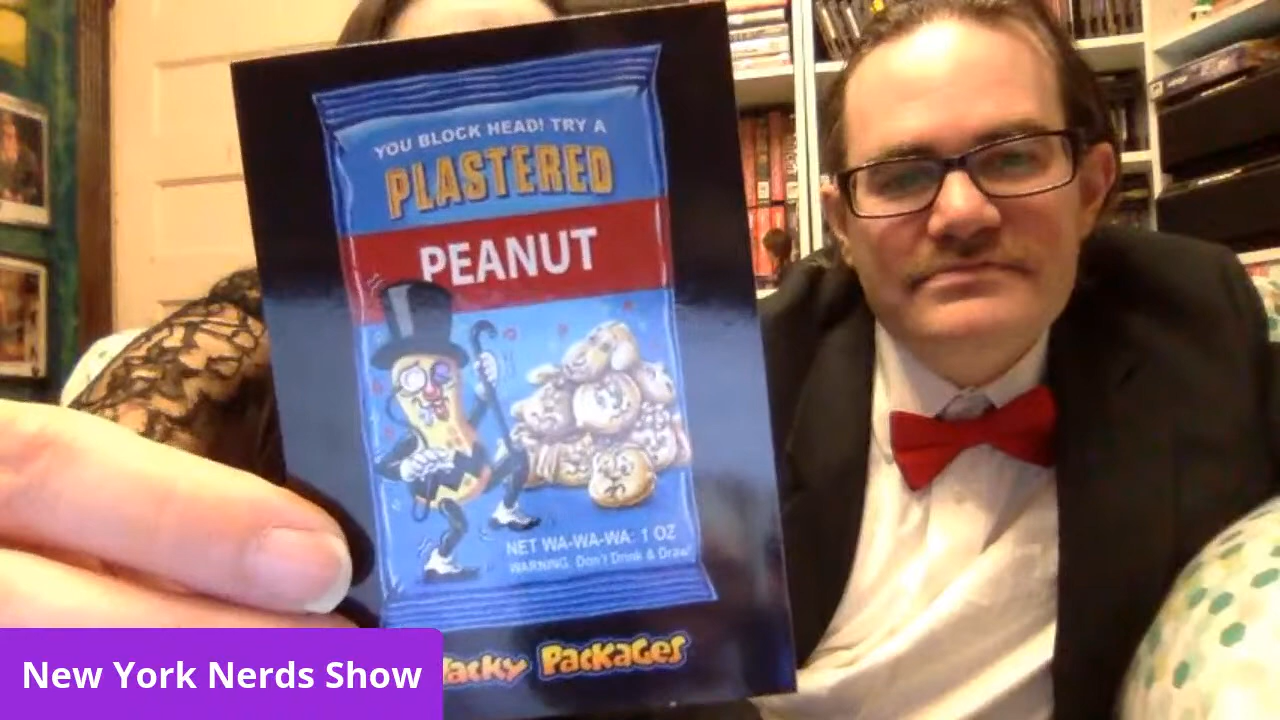 YOU BLOCK HEAD! TRY A
PLASTERED
PEANUT
NET WA-WA-WA: 1 OZ
WARNING: Don't Drink & Draw!
Wacky PacKaGes
New York Nerds Show